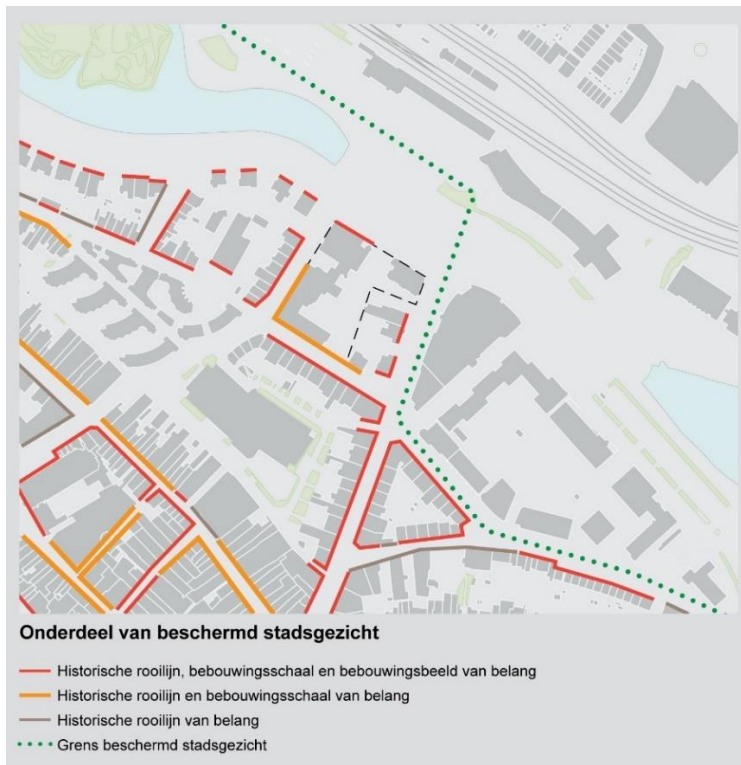 Onderdeel van beschermd stadsgezicht
Historische rooilijn, bebouwingsschaal en bebouwingsbeeld van belang
Historische rooilijn en bebouwingsschaal van belang
Historische rooilijn van belang
Grens beschermd stadsgezicht